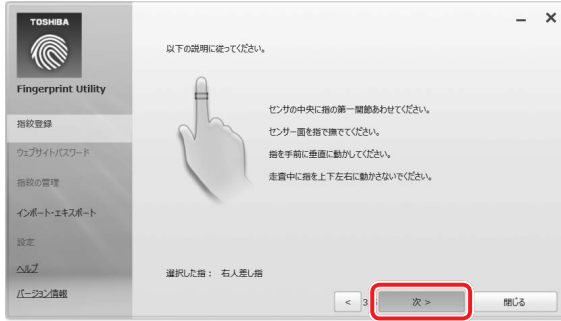 TOSHIBA
Fingerprint Utility
指紋登録
ウェブサイトパスワード
指紋の管理
インポート・エキスポート
設定
ヘルプ
バージョン情報
以下の説明に従ってください。
センサの中央に指の第一関節あわせてください。
センサー面を指で撫でてください。
指を手前に垂直に動かしてください。
走査中に指を上下左右に動かさないでください。
選択した指： 右人差し指
< 3 次 > 閉じる